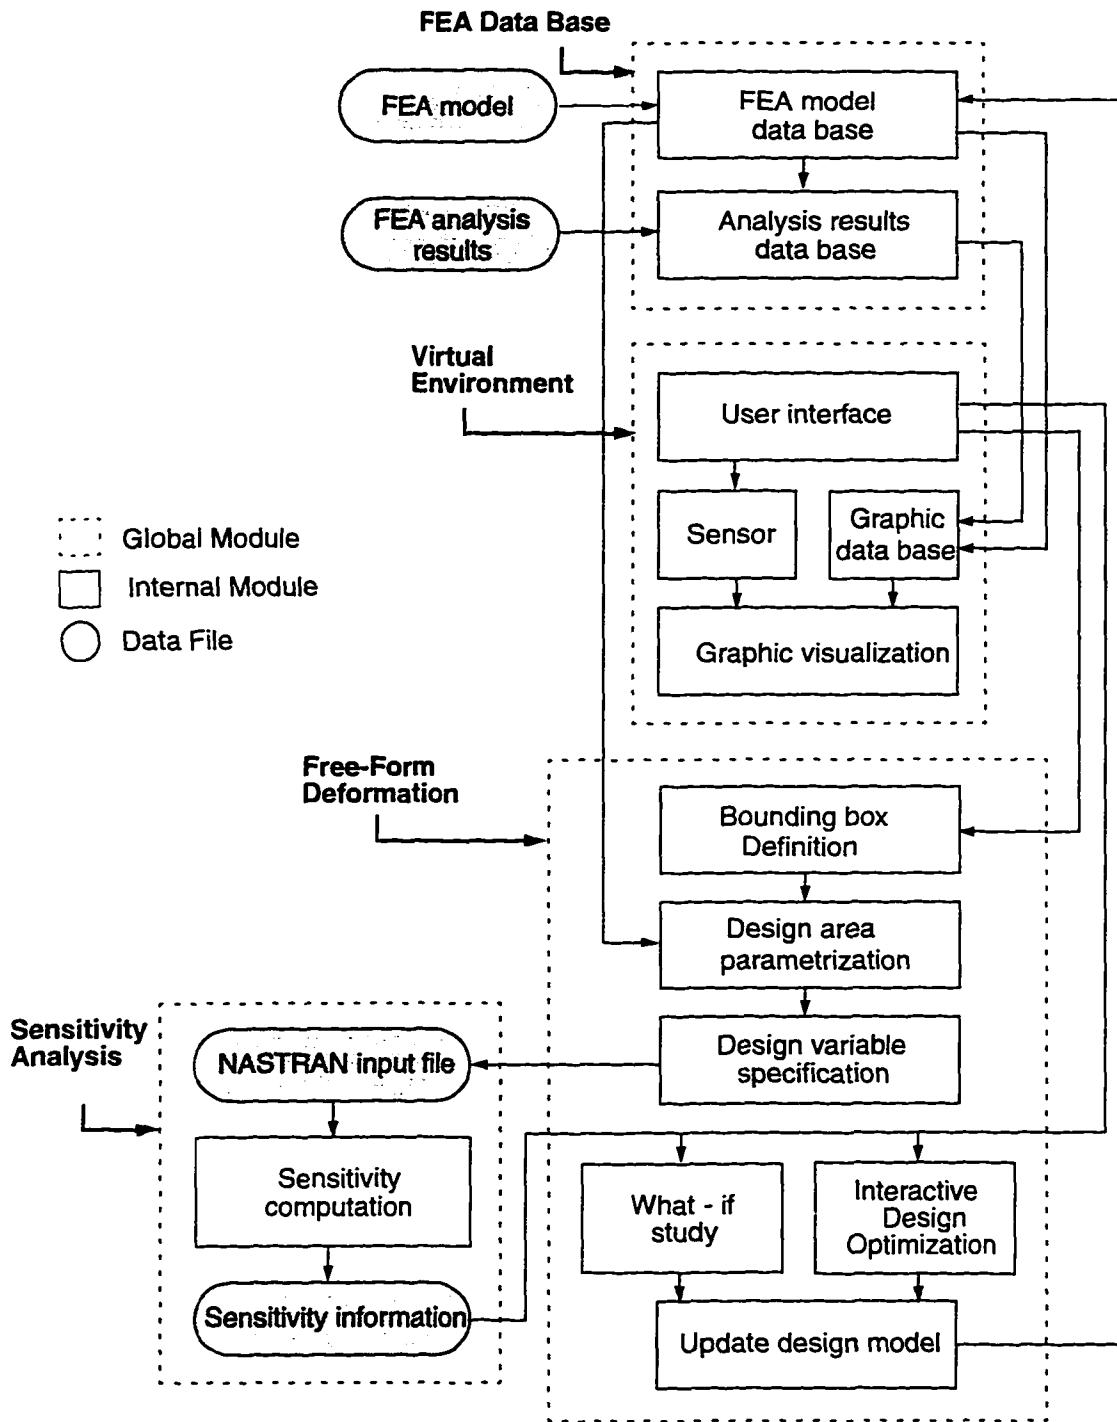 FEA Data Base
FEA model
FEA model
data base
FEA analysis
results
Analysis results
data base
Virtual
Environment
User interface
Sensor
Graphic
data base
Graphic visualization
Global Module
Internal Module
Data File
Free-Form
Deformation
Bounding box
Definition
Design area
parametrization
Design variable
specification
Sensitivity
Analysis
NASTRAN input file
Sensitivity
computation
Sensitivity information
What - if
study
Interactive
Design
Optimization
Update design model